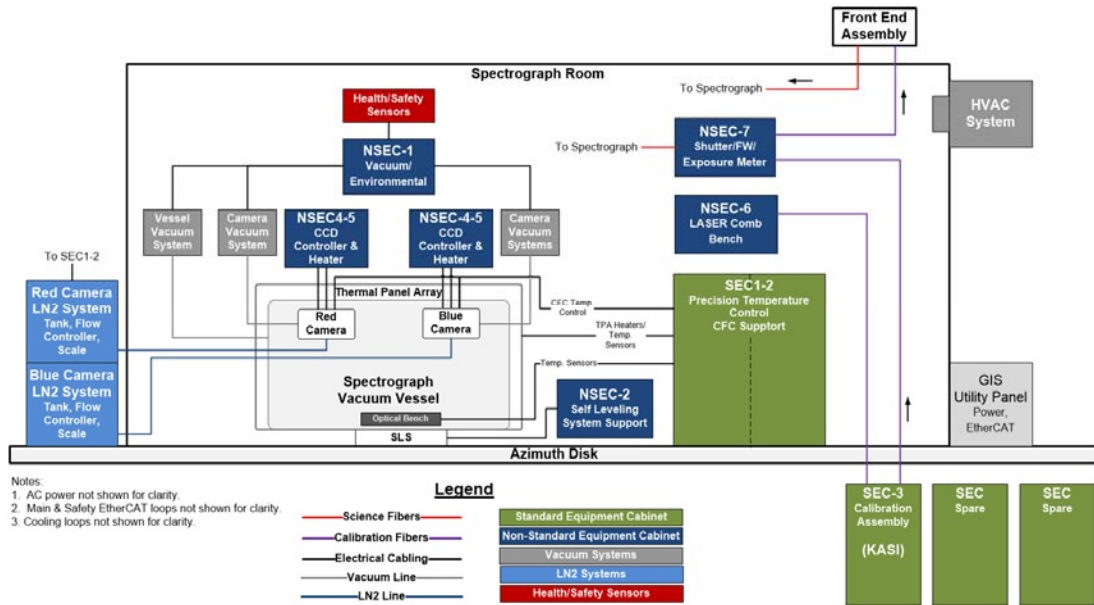 Front End
Assembly
Spectrograph Room
To Spectrograph
Health/Safety
Sensors
HVAC
System
NSEC-7
Shutter/FW/
Exposure Meter
To Spectrograph
NSEC-1
Vacuum/
Environmental
NSEC-6
LASER Comb
Bench
Vessel
Vacuum
System
Camera
Vacuum
System
NSEC4-5
CCD
Controller &
Heater
NSEC-4-5
CCD
Controller &
Heater
Camera
Vacuum
Systems
To SEC1-2
Red Camera
LN2 System
Tank, Flow
Controller,
Scale
Thermal Panel Array
CFC Temp.
Control
SEC1-2
Precision Temperature
Control
CFC Supptort
Red
Camera
Blue
Camera
TPA Heaters/
Temp.
Sensors
Blue Camera
LN2 System
Tank, Flow
Controller,
Scale
Temp. Sensors
Spectrograph
Vacuum Vessel
NSEC-2
Self Leveling
System Support
GIS
Utility Panel
Power,
EtherCAT
Optical Bench
SLS
Azimuth Disk
Notes:
1. AC power not shown for clarity.
2. Main & Safety EtherCAT loops not shown for clarity.
3. Cooling loops not shown for clarity.
Legend
Science Fibers
Calibration Fibers
Electrical Cabling
Vacuum Line
LN2 Line
Standard Equipment Cabinet
Non-Standard Equipment Cabinet
Vacuum Systems
LN2 Systems
Health/Safety Sensors
SEC-3
Calibration
Assembly
(KASI)
SEC
Spare
SEC
Spare